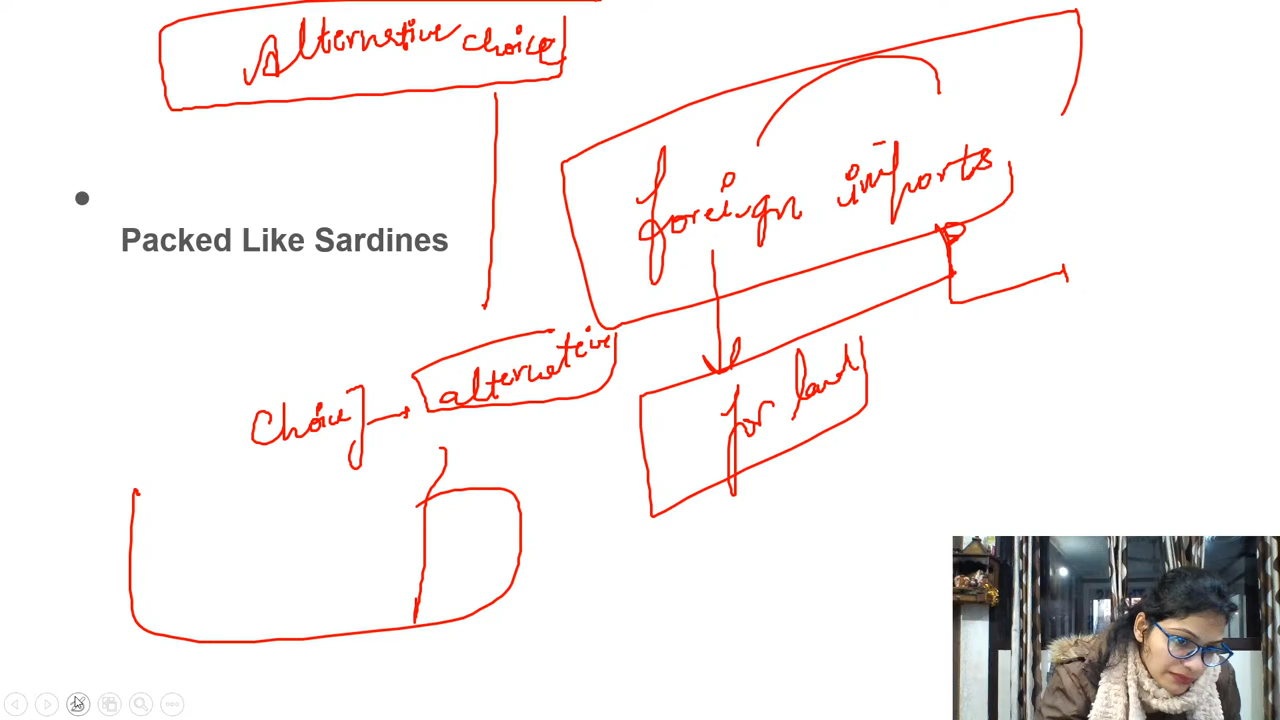 Alternative choice
foreign imports
Packed Like Sardines
alternative
Choice
for land